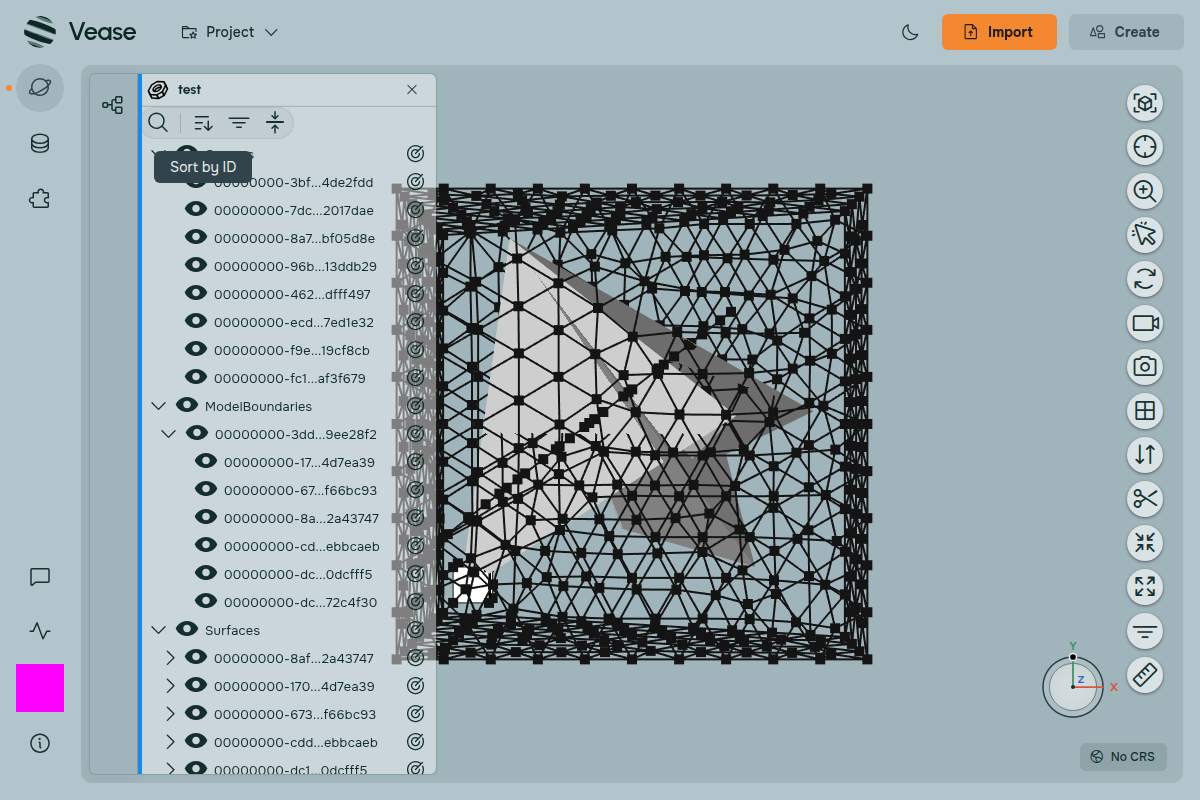 Vease
Project
Import
Create
test
Sort by ID
00000000-3bf...4de2fdd
00000000-7dc...2017dae
00000000-8a7...bf05d8e
00000000-96b...13ddb29
00000000-462...dfff497
00000000-ecd...7ed1e32
00000000-f9e...19cf8cb
00000000-fc1...af3f679
ModelBoundaries
00000000-3dd...9ee28f2
00000000-17...4d7ea39
00000000-67...f66bc93
00000000-8a...2a43747
00000000-cd...ebbcaeb
00000000-dc...0dcfff5
00000000-dc...72c4f30
Surfaces
00000000-8af...2a43747
00000000-170...4d7ea39
00000000-673...f66bc93
00000000-cdd...ebbcaeb
00000000-dc1...0dcfff5
Y
Z
X
No CRS